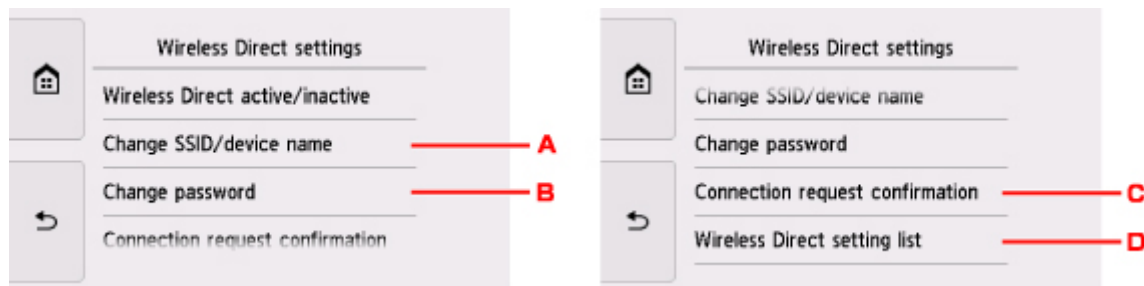 Wireless Direct settings
Wireless Direct active/inactive
Change SSID/device name
A
Change password
B
Connection request confirmation
Wireless Direct settings
Change SSID/device name
Change password
Connection request confirmation
C
Wireless Direct setting list
D